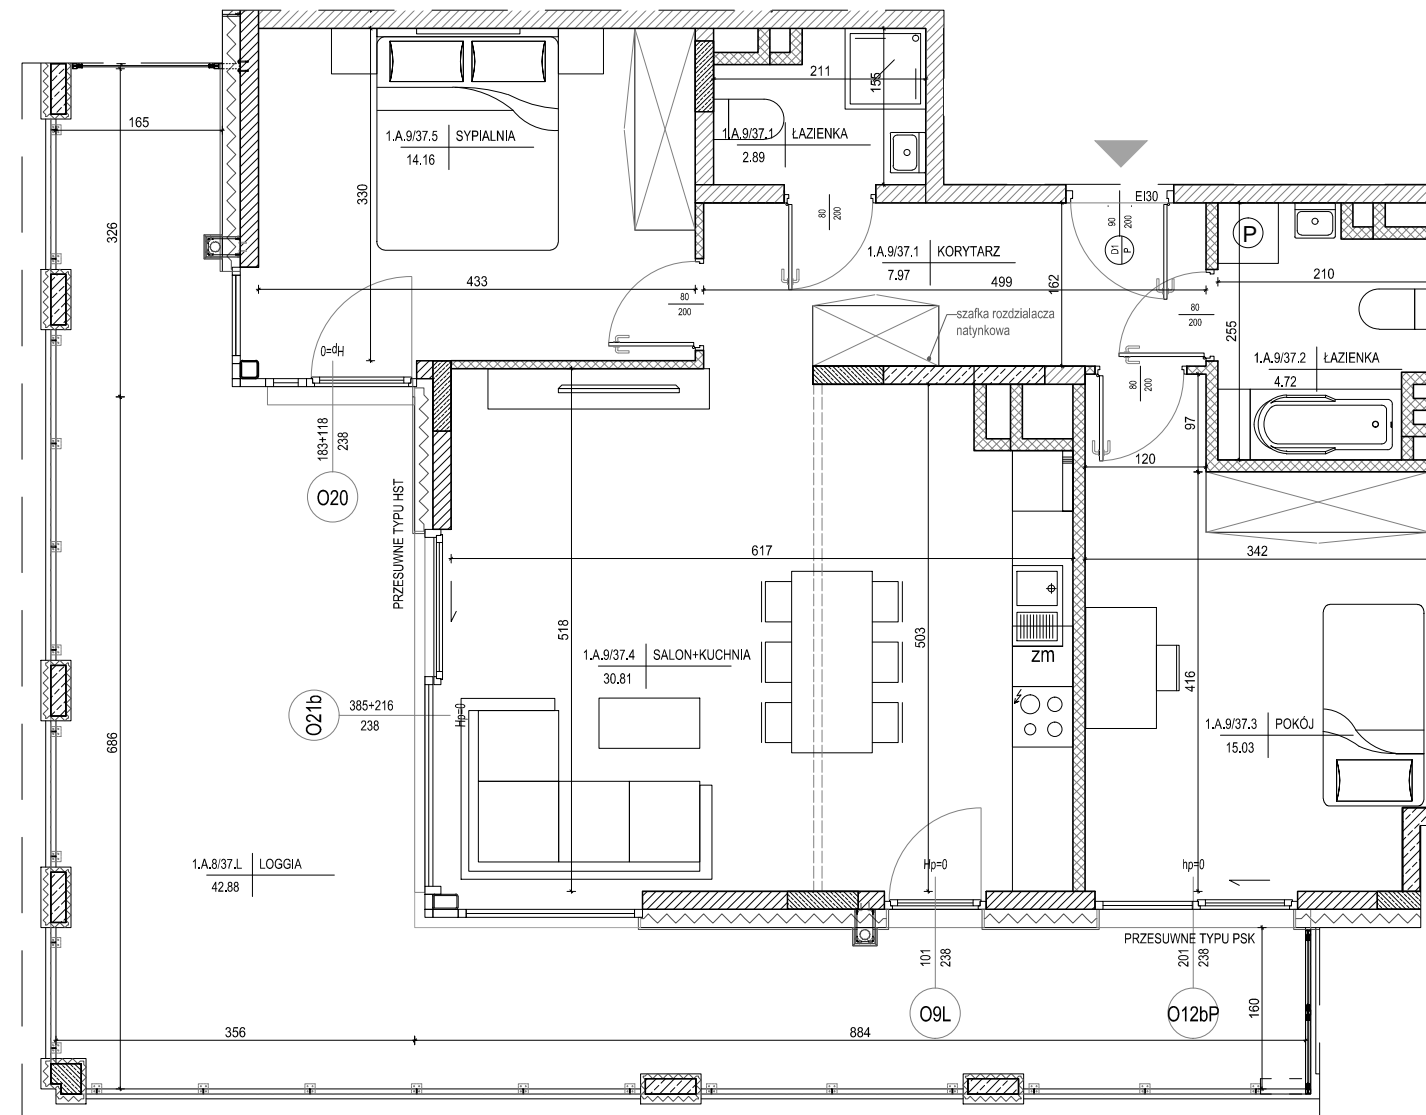 165
326
686
356
884
160
1.A.9/37.5 SYPIALNIA
14.16
330
433
Hp=0
183+118
238
O20
80
200
211
155
1.A.9/37.1 ŁAZIENKA
2.89
80
200
1.A.9/37.1 KORYTARZ
7.97
499
162
szafka rozdzialacza
natynkowa
EI30
90
200
D1
P
P
210
255
80
200
1.A.9/37.2 ŁAZIENKA
4.72
80
200
97
120
PRZESUWNE TYPU HST
617
518
503
1.A.9/37.4 SALON+KUCHNIA
30.81
zm
O21b
385+216
238
Hp=0
Hp=0
342
416
1.A.9/37.3 POKÓJ
15.03
hp=0
1.A.8/37.L LOGGIA
42.88
PRZESUWNE TYPU PSK
101
238
O9L
201
238
O12bP